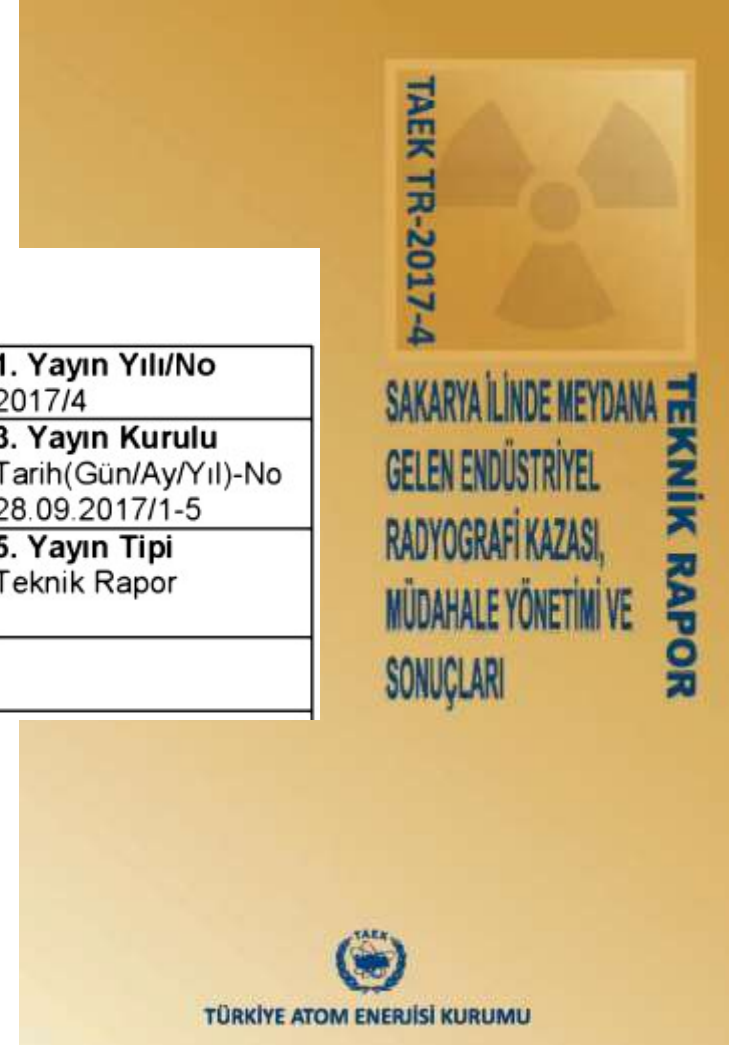 TAEK TR-2017-4
TEKNİK RAPOR
SAKARYA İLİNDE MEYDANA
GELEN ENDÜSTRİYEL
RADYOGRAFİ KAZASI,
MÜDAHALE YÖNETİMİ VE
SONUÇLARI
1. Yayın Yılı/No
2017/4
3. Yayın Kurulu
Tarih(Gün/Ay/Yıl)-No
28.09.2017/1-5
5. Yayın Tipi
Teknik Rapor
TAEK
TÜRKİYE ATOM ENERJİSİ KURUMU